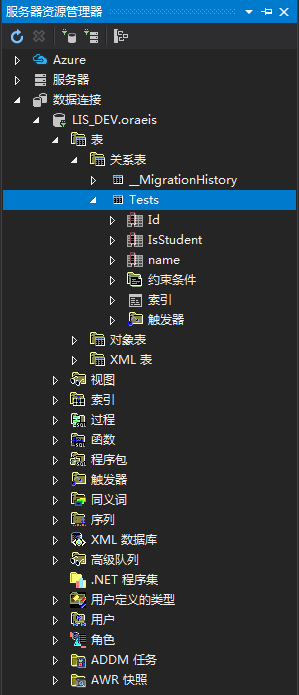 服务器资源管理器
Azure
服务器
数据连接
LIS_DEV.oraeis
表
关系表
__MigrationHistory
Tests
Id
IsStudent
name
约束条件
索引
触发器
对象表
XML 表
视图
索引
过程
函数
程序包
触发器
同义词
序列
XML 数据库
高级队列
.NET 程序集
用户定义的类型
用户
角色
ADDM 任务
AWR 快照